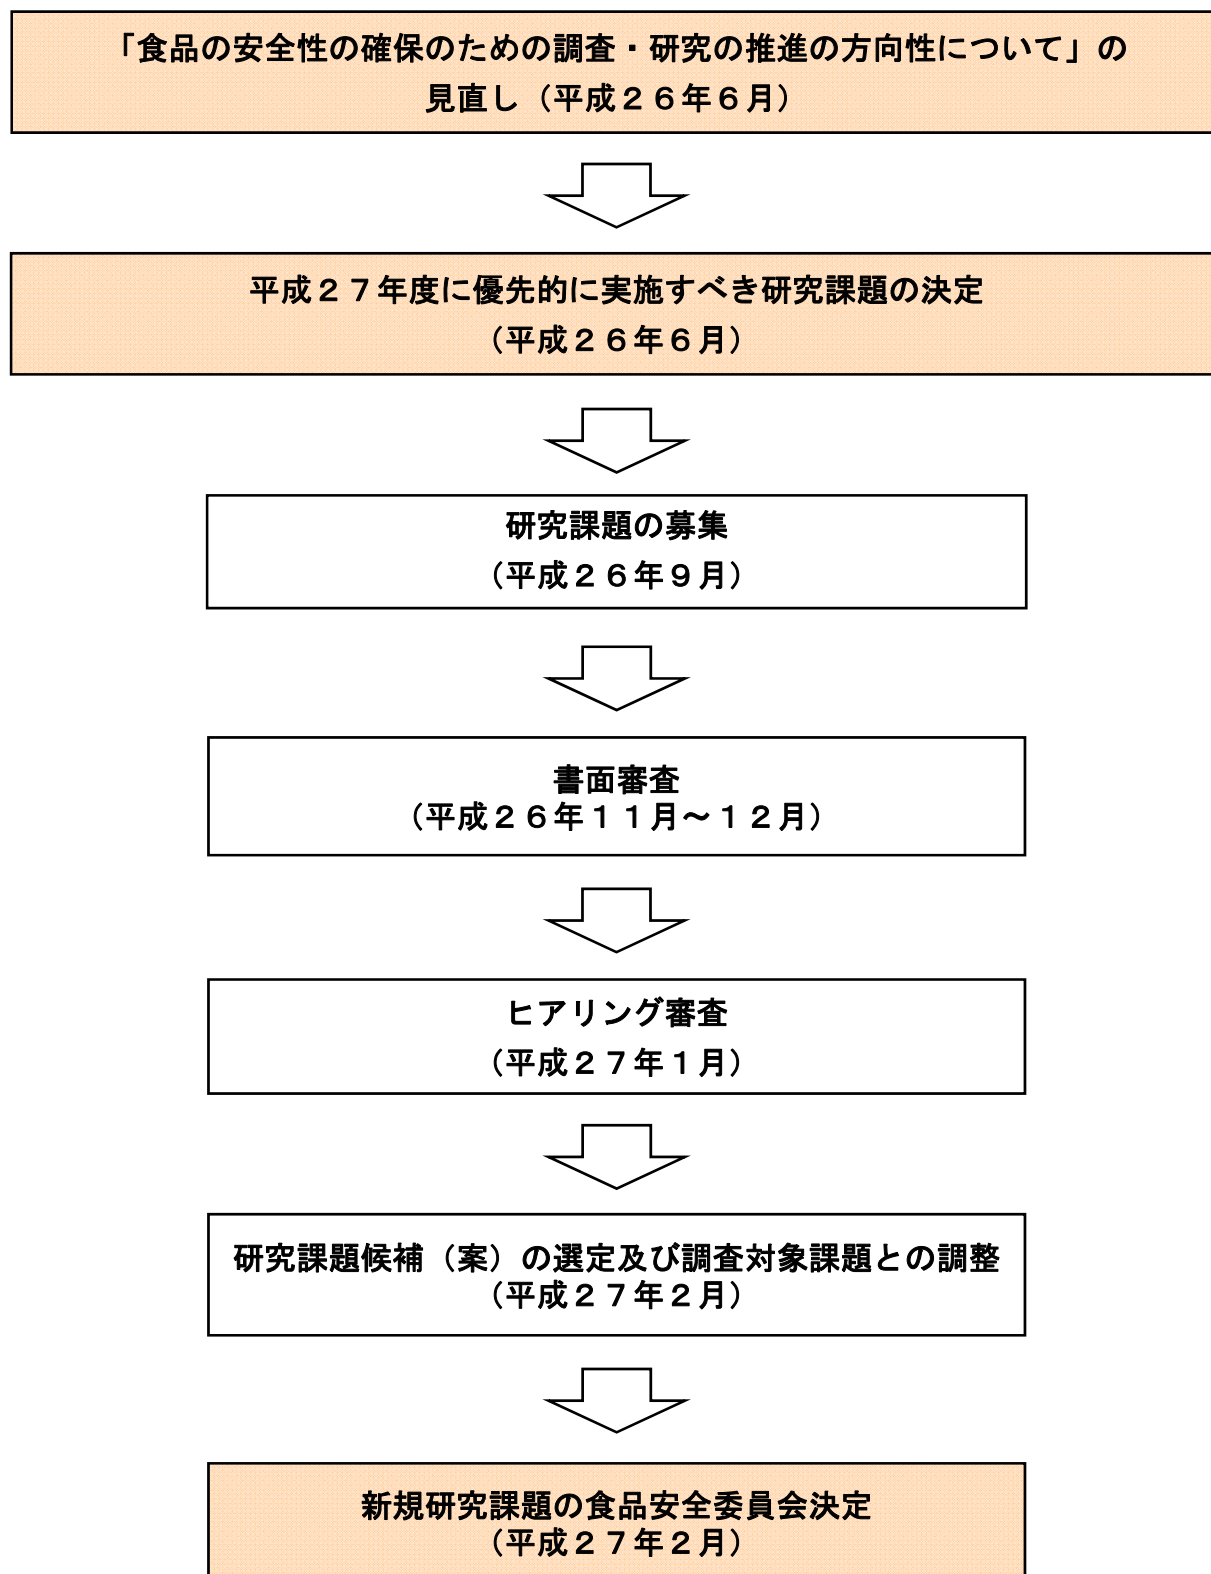 「食品の安全性の確保のための調査・研究の推進の方向性について」の
見直し（平成２６年６月）
平成２７年度に優先的に実施すべき研究課題の決定
（平成２６年６月）
研究課題の募集
（平成２６年９月）
書面審査
（平成２６年１１月～１２月）
ヒアリング審査
（平成２７年１月）
研究課題候補（案）の選定及び調査対象課題との調整
（平成２７年２月）
新規研究課題の食品安全委員会決定
（平成２７年２月）